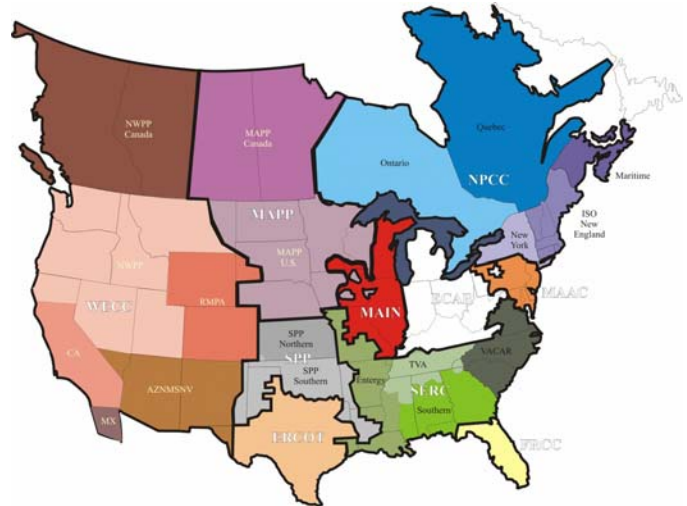 NWPP
Canada
MAPP
Canada
Quebec
Ontario
NPCC
Maritime
MAPP
ISO
New
England
New
York
NWPP
MAPP
U.S.
RMPA
WECC
MAIN
ECAR
MAAC
SPP
Northern
SPP
SPP
Southern
CA
TVA
VACAR
Entergy
SERC
AZNMSNV
Southern
MX
ERCOT
FRCC